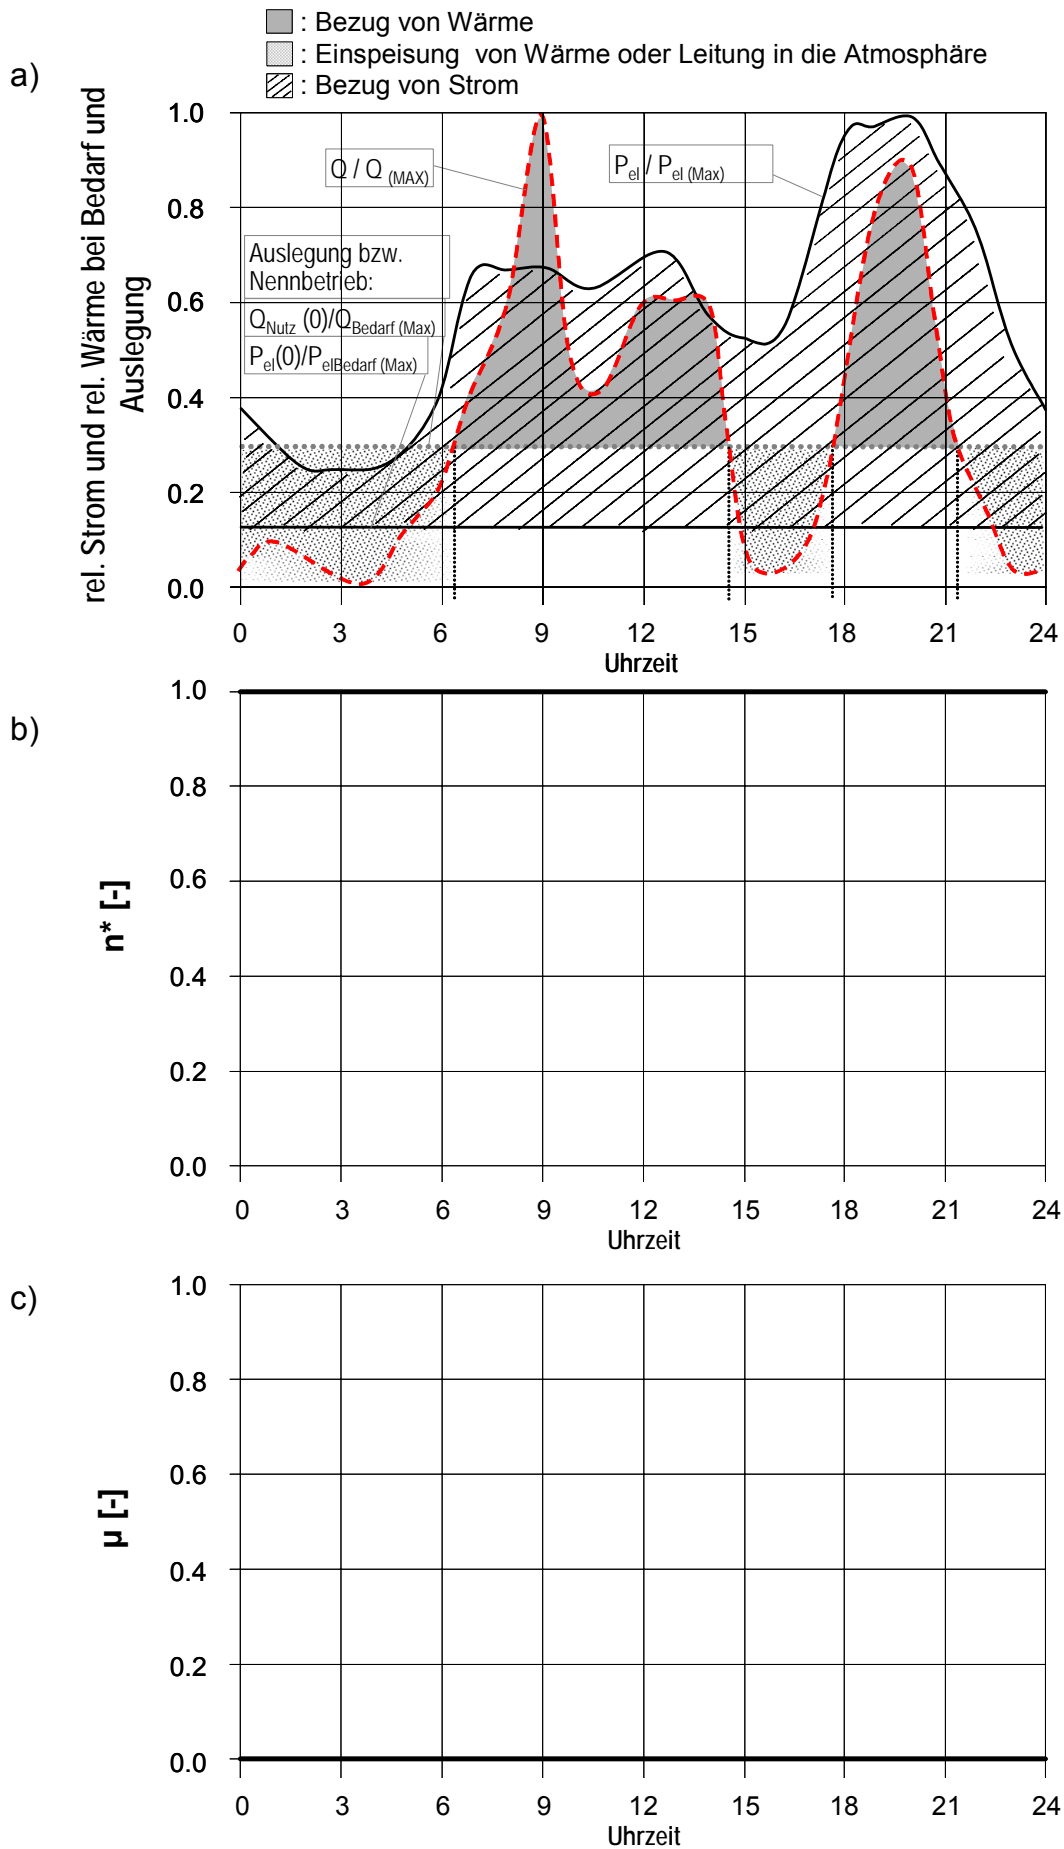 : Bezug von Wärme
: Einspeisung von Wärme oder Leitung in die Atmosphäre
: Bezug von Strom
a)
rel. Strom und rel. Wärme bei Bedarf und
Auslegung
1.0
0.8
0.6
0.4
0.2
0.0
Q / Q (MAX)
Pel / Pel (Max)
Auslegung bzw.
Nennbetrieb:
QNutz (0)/QBedarf (Max)
Pel(0)/PelBedarf (Max)
0 3 6 9 12 15 18 21 24
Uhrzeit
b)
n* [-]
1.0
0.8
0.6
0.4
0.2
0.0
0 3 6 9 12 15 18 21 24
Uhrzeit
c)
µ [-]
1.0
0.8
0.6
0.4
0.2
0.0
0 3 6 9 12 15 18 21 24
Uhrzeit